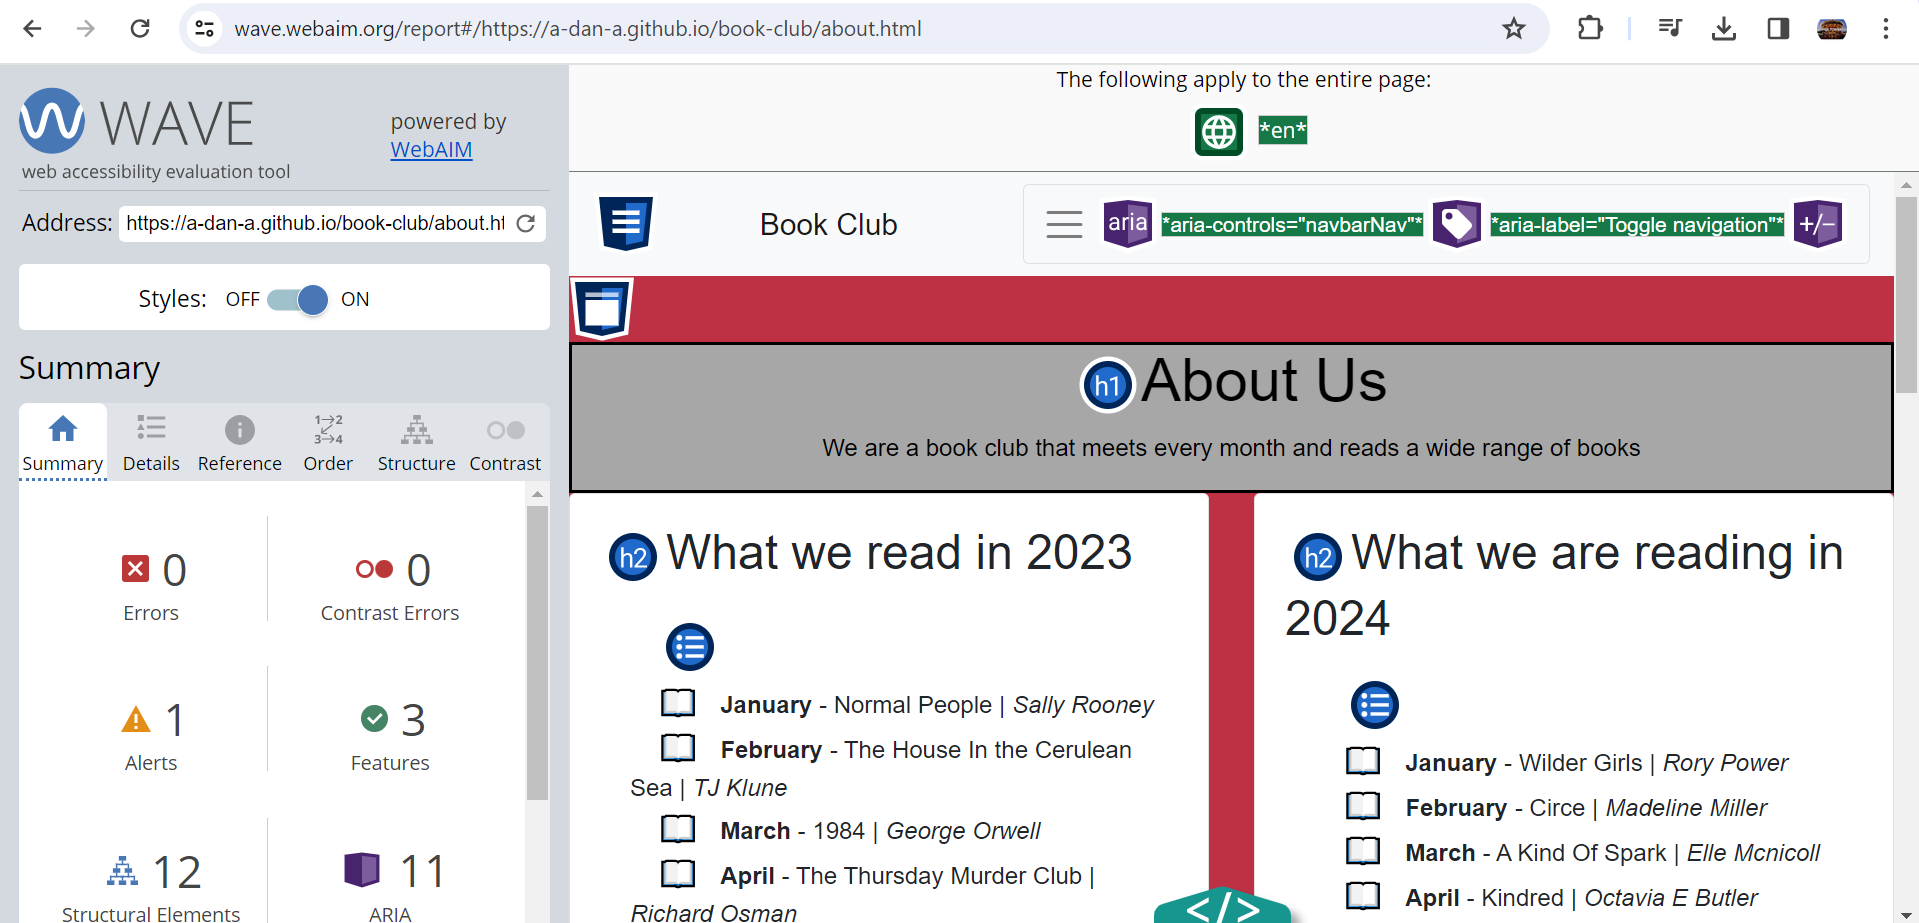 wave.webaim.org/report#/https://a-dan-a.github.io/book-club/about.html
WAVE
powered by
WebAIM
web accessibility evaluation tool
Address: https://a-dan-a.github.io/book-club/about.ht
Styles: OFF ON
Summary
Summary Details Reference Order Structure Contrast
1 2
3 4
0
Errors
0
Contrast Errors
1
Alerts
3
Features
12
Structural Elements
11
ARIA
The following apply to the entire page:
*en*
Book Club
aria *aria-controls="navbarNav"* *aria-label="Toggle navigation"* +/-
h1 About Us
We are a book club that meets every month and reads a wide range of books
h2 What we read in 2023
January - Normal People | Sally Rooney
February - The House In the Cerulean
Sea | TJ Klune
March - 1984 | George Orwell
April - The Thursday Murder Club |
Richard Osman
h2 What we are reading in
2024
January - Wilder Girls | Rory Power
February - Circe | Madeline Miller
March - A Kind Of Spark | Elle Mcnicoll
April - Kindred | Octavia E Butler
</>